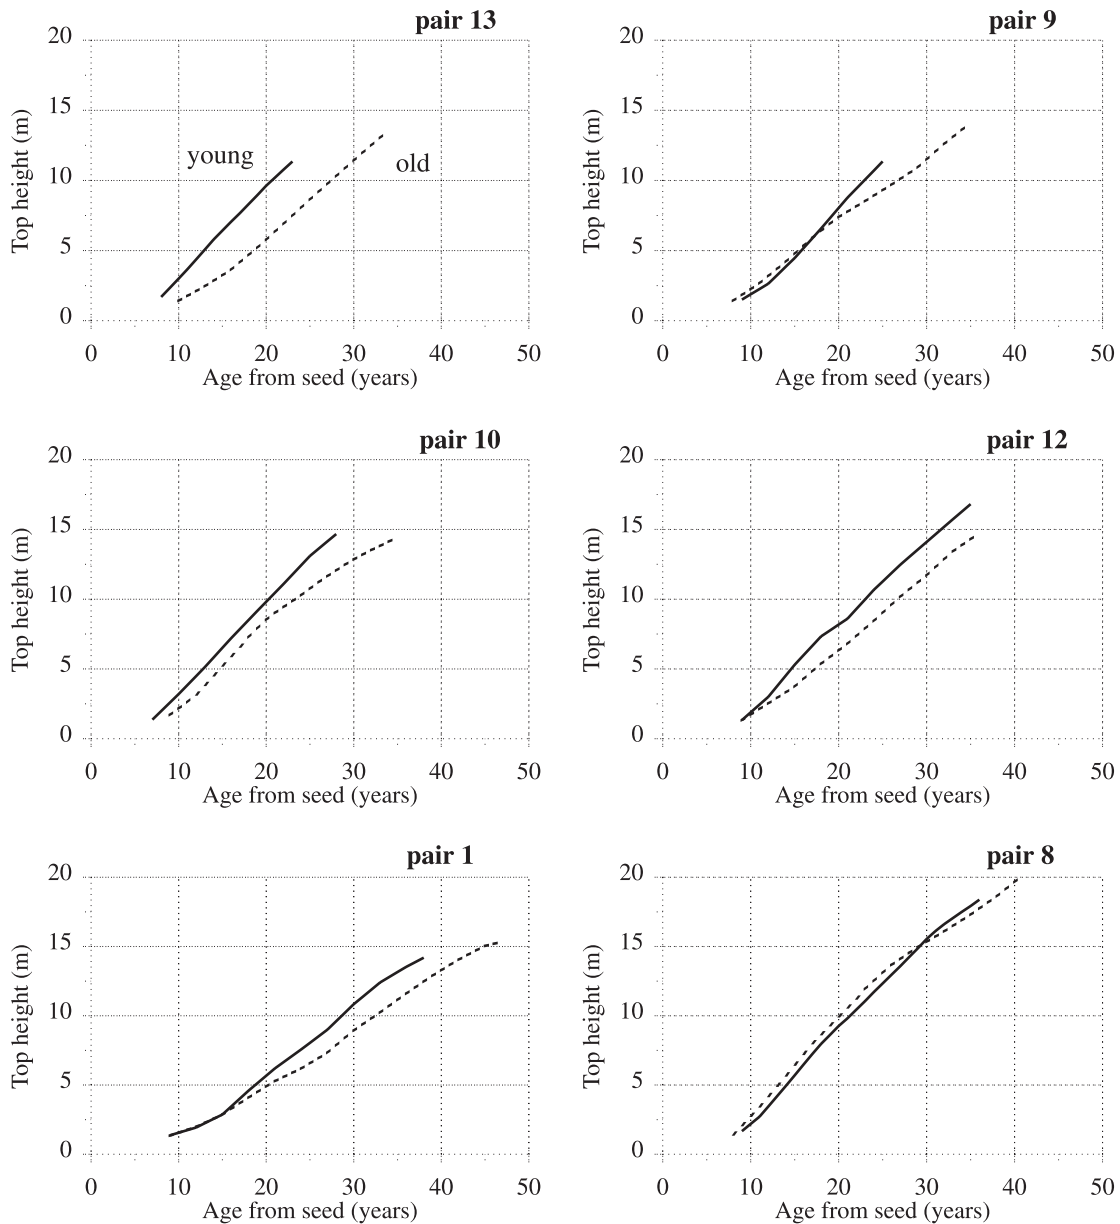 pair 13
20
15
10
5
0
Top height (m)
young
old
0 10 20 30 40 50
Age from seed (years)
pair 9
20
15
10
5
0
Top height (m)
0 10 20 30 40 50
Age from seed (years)
pair 10
20
15
10
5
0
Top height (m)
0 10 20 30 40 50
Age from seed (years)
pair 12
20
15
10
5
0
Top height (m)
0 10 20 30 40 50
Age from seed (years)
pair 1
20
15
10
5
0
Top height (m)
0 10 20 30 40 50
Age from seed (years)
pair 8
20
15
10
5
0
Top height (m)
0 10 20 30 40 50
Age from seed (years)